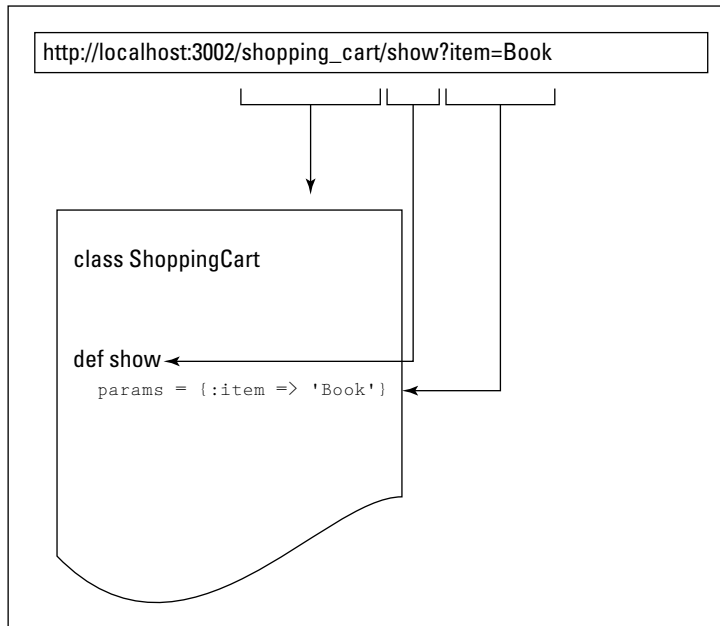 http://localhost:3002/shopping_cart/show?item=Book
class ShoppingCart
def show
params = {:item => 'Book'}